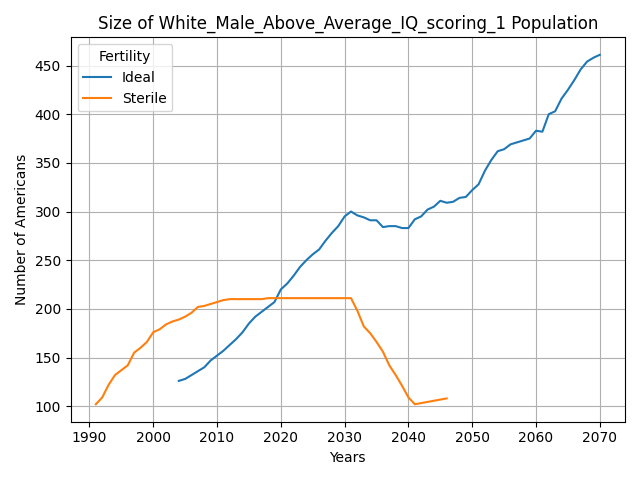 Size of White_Male_Above_Average_IQ_scoring_1 Population
Fertility
Ideal
Sterile
Number of Americans
450
400
350
300
250
200
150
100
1990 2000 2010 2020 2030 2040 2050 2060 2070
Years